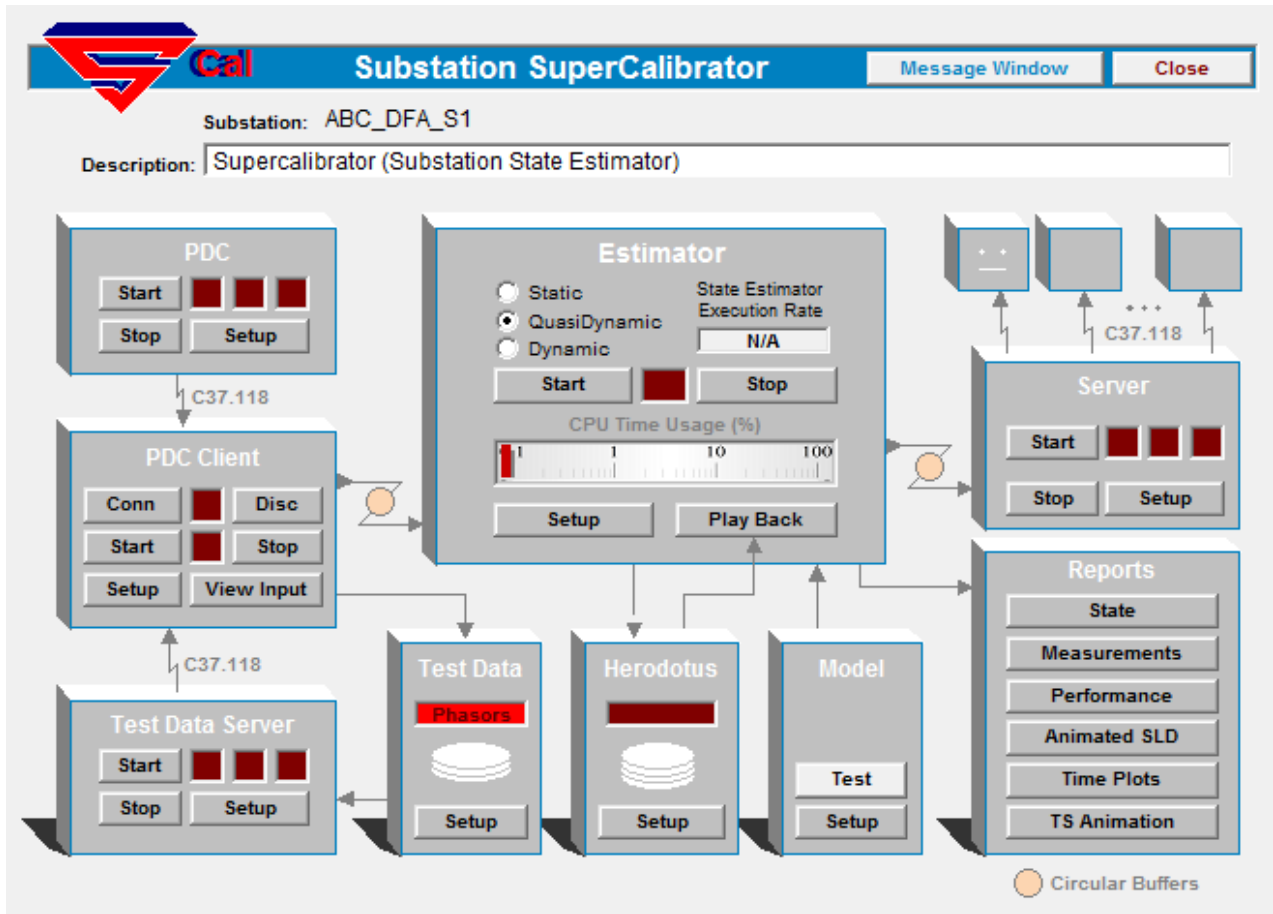 Cal
Substation SuperCalibrator
Message Window
Close
Substation: ABC_DFA_S1
Description: Supercalibrator (Substation State Estimator)
PDC
Start
Stop
Setup
C37.118
PDC Client
Conn
Disc
Start
Stop
Setup
View Input
C37.118
Test Data Server
Start
Stop
Setup
Estimator
Static
QuasiDynamic
Dynamic
State Estimator
Execution Rate
N/A
Start
Stop
CPU Time Usage (%)
.1 1 10 100
Setup
Play Back
Test Data
Phasors
Setup
Herodotus
Setup
Model
Test
Setup
C37.118
Server
Start
Stop
Setup
Reports
State
Measurements
Performance
Animated SLD
Time Plots
TS Animation
Circular Buffers